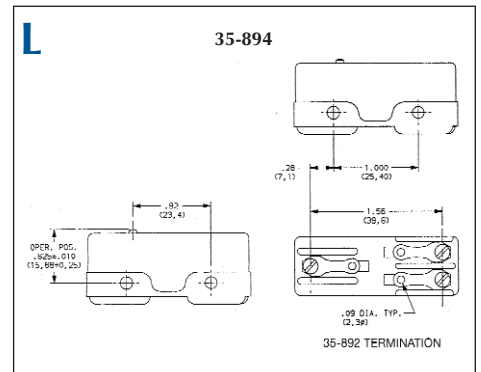 L
35-894
.28
(7,1)
1.000
(25,40)
.92
(23,4)
1.56
(39,6)
OPER. POS.
.625±.010
(15,88±0,25)
.09 DIA. TYP.
(2,3ø)
35-892 TERMINATION